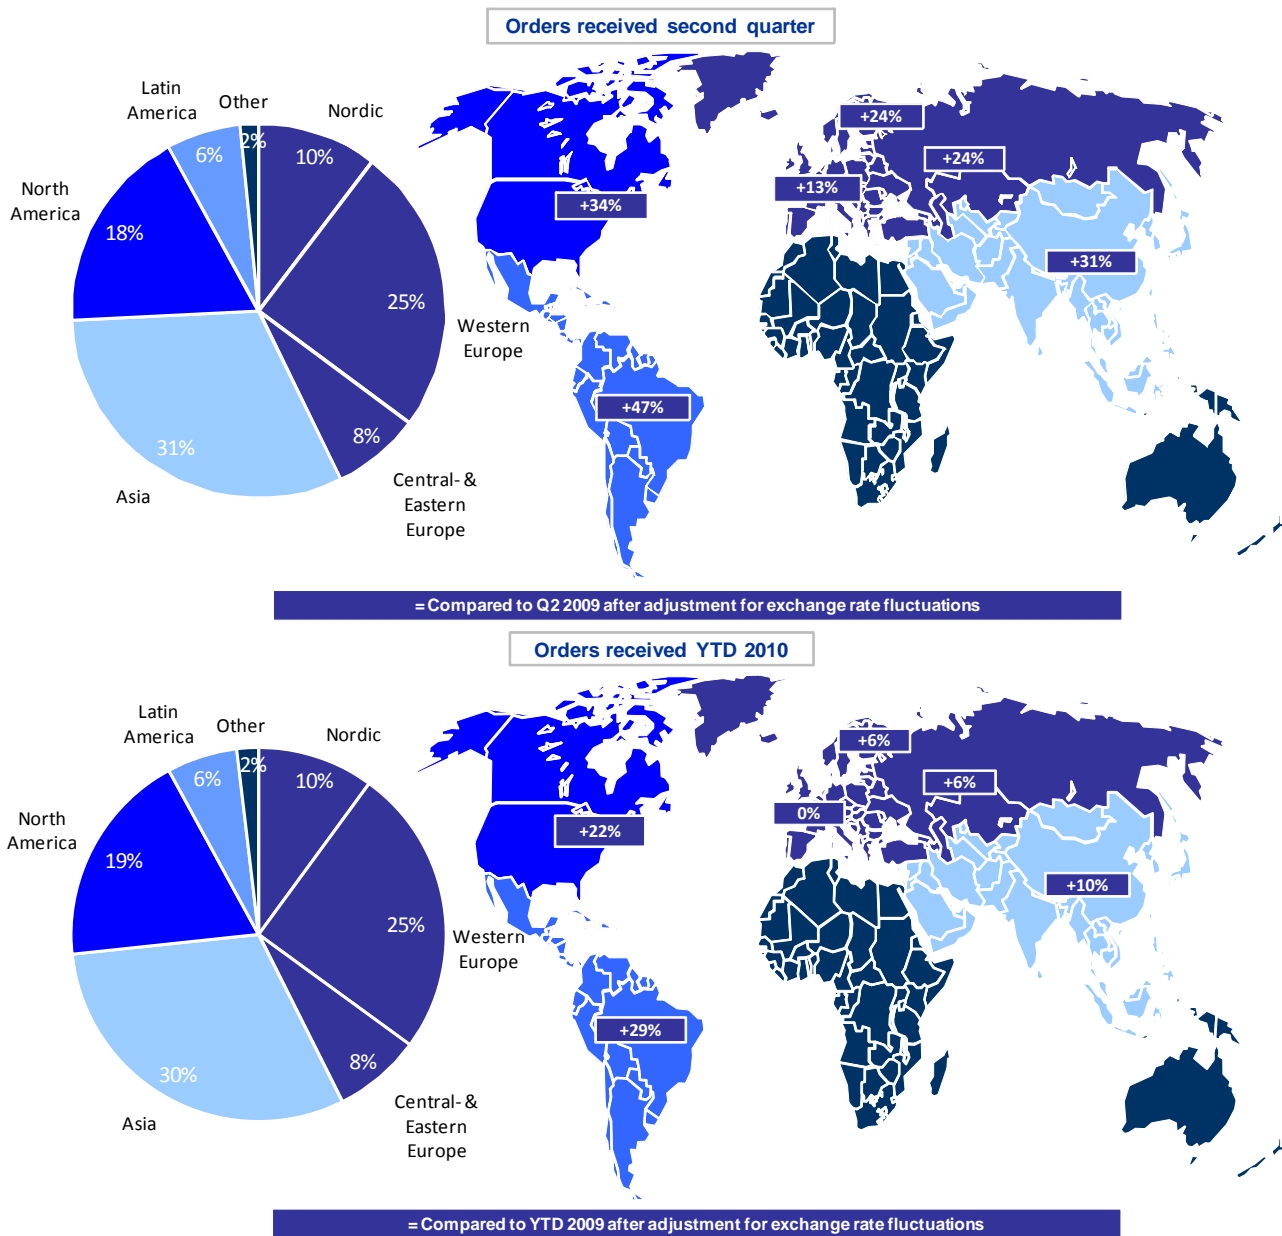 Orders received second quarter
Latin
America
Other
Nordic
2%
10%
6%
North
America
18%
25%
Western
Europe
31%
8%
Asia
Central- &
Eastern
Europe
+24%
+24%
+13%
+34%
+31%
+47%
= Compared to Q2 2009 after adjustment for exchange rate fluctuations
Orders received YTD 2010
Latin
America
Other
Nordic
2%
10%
6%
North
America
19%
25%
Western
Europe
30%
8%
Asia
Central- &
Eastern
Europe
+6%
+6%
0%
+22%
+10%
+29%
= Compared to YTD 2009 after adjustment for exchange rate fluctuations